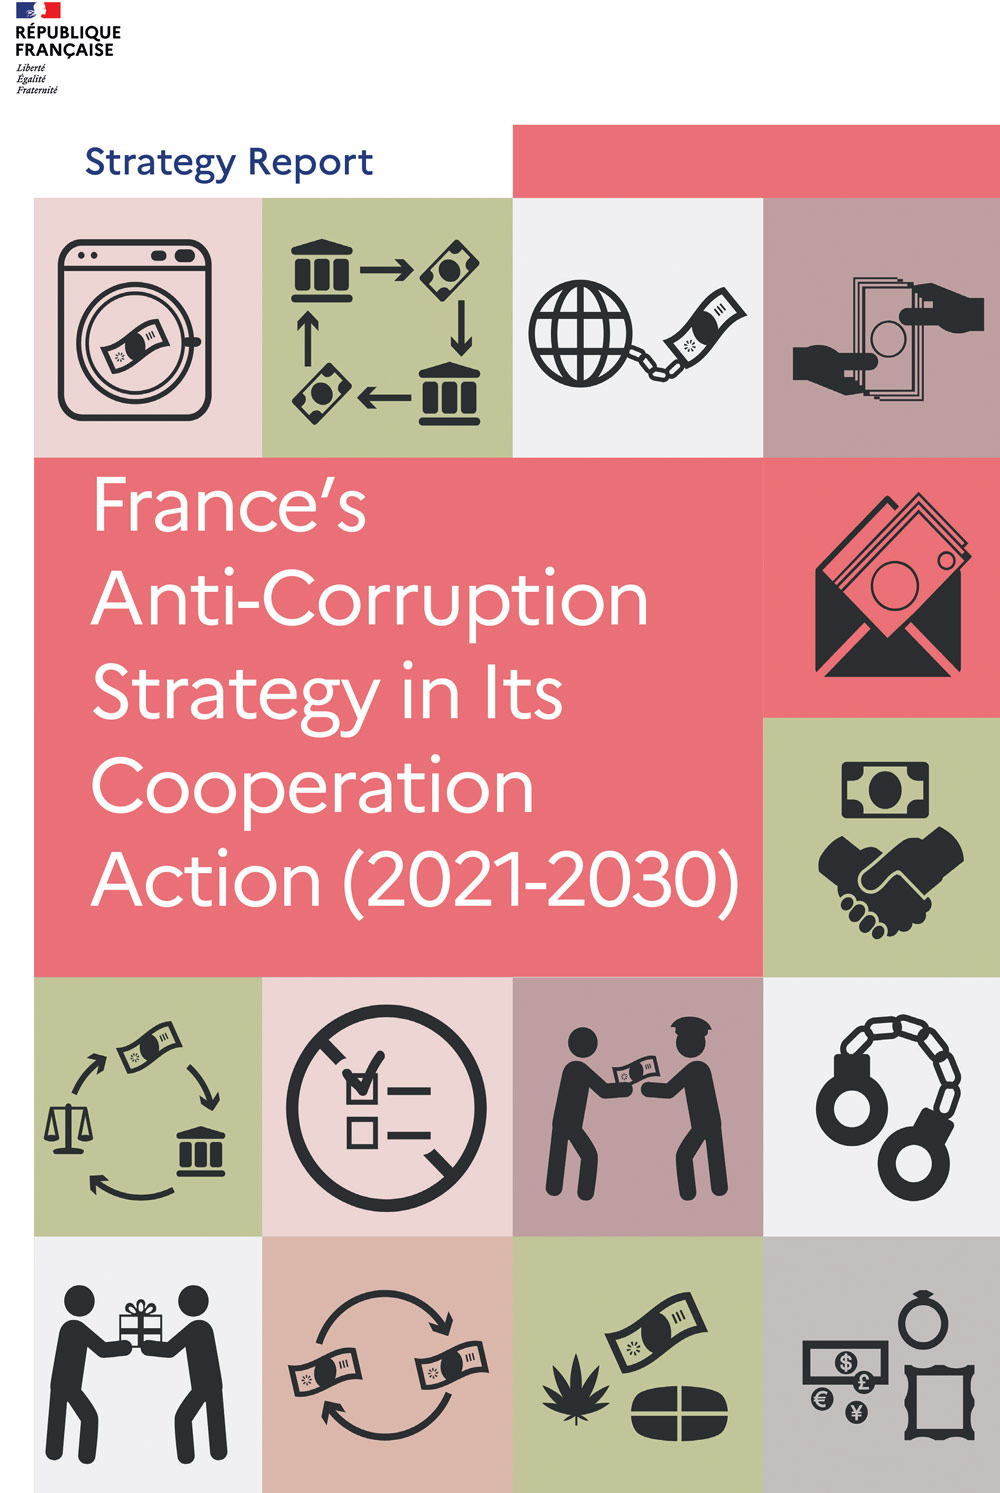 RÉPUBLIQUE
FRANÇAISE
Liberté
Égalité
Fraternité
Strategy Report
France’s
Anti-Corruption
Strategy in Its
Cooperation
Action (2021-2030)
$
£
€
¥